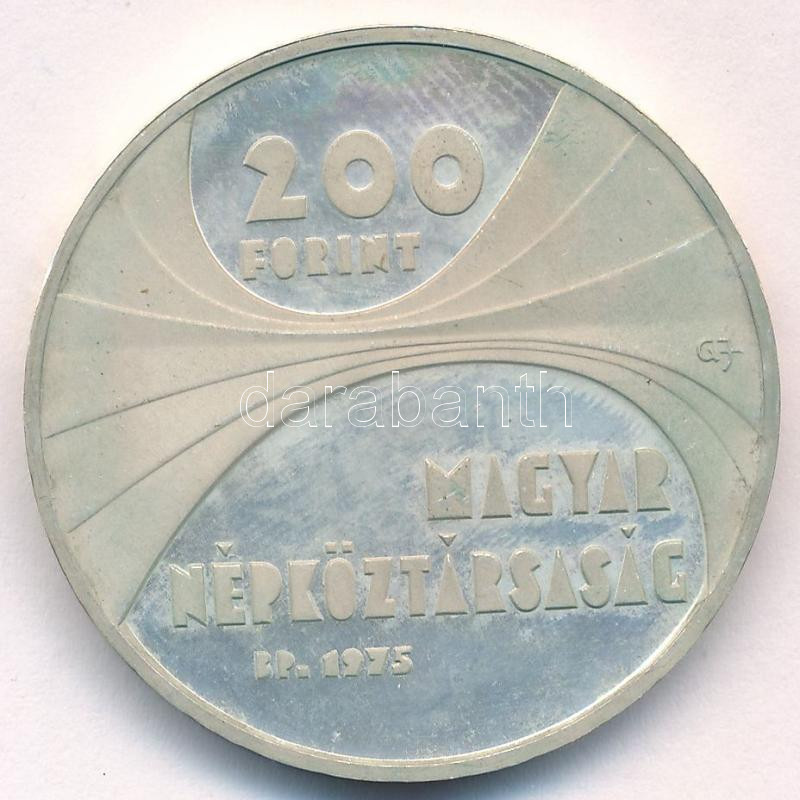 200
FORINT
darabanth
MAGYAR
NÉPKÖZTÁRSASÁG
BP. 1975